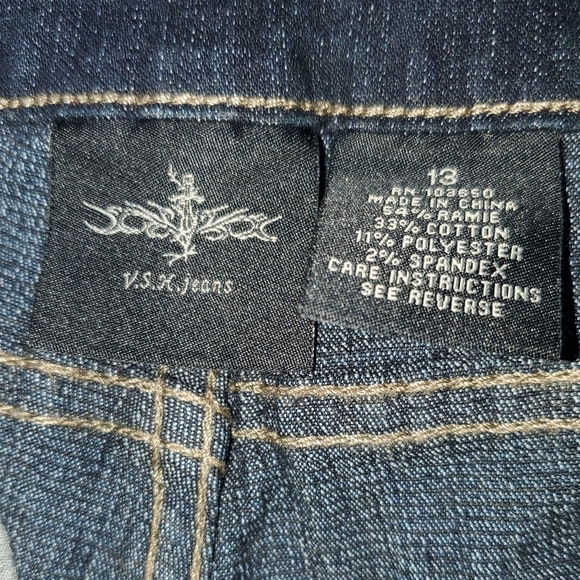 V.S.H. jeans
13
RN 103650
MADE IN CHINA
54% RAMIE
33% COTTON
11% POLYESTER
2% SPANDEX
CARE INSTRUCTIONS
SEE REVERSE